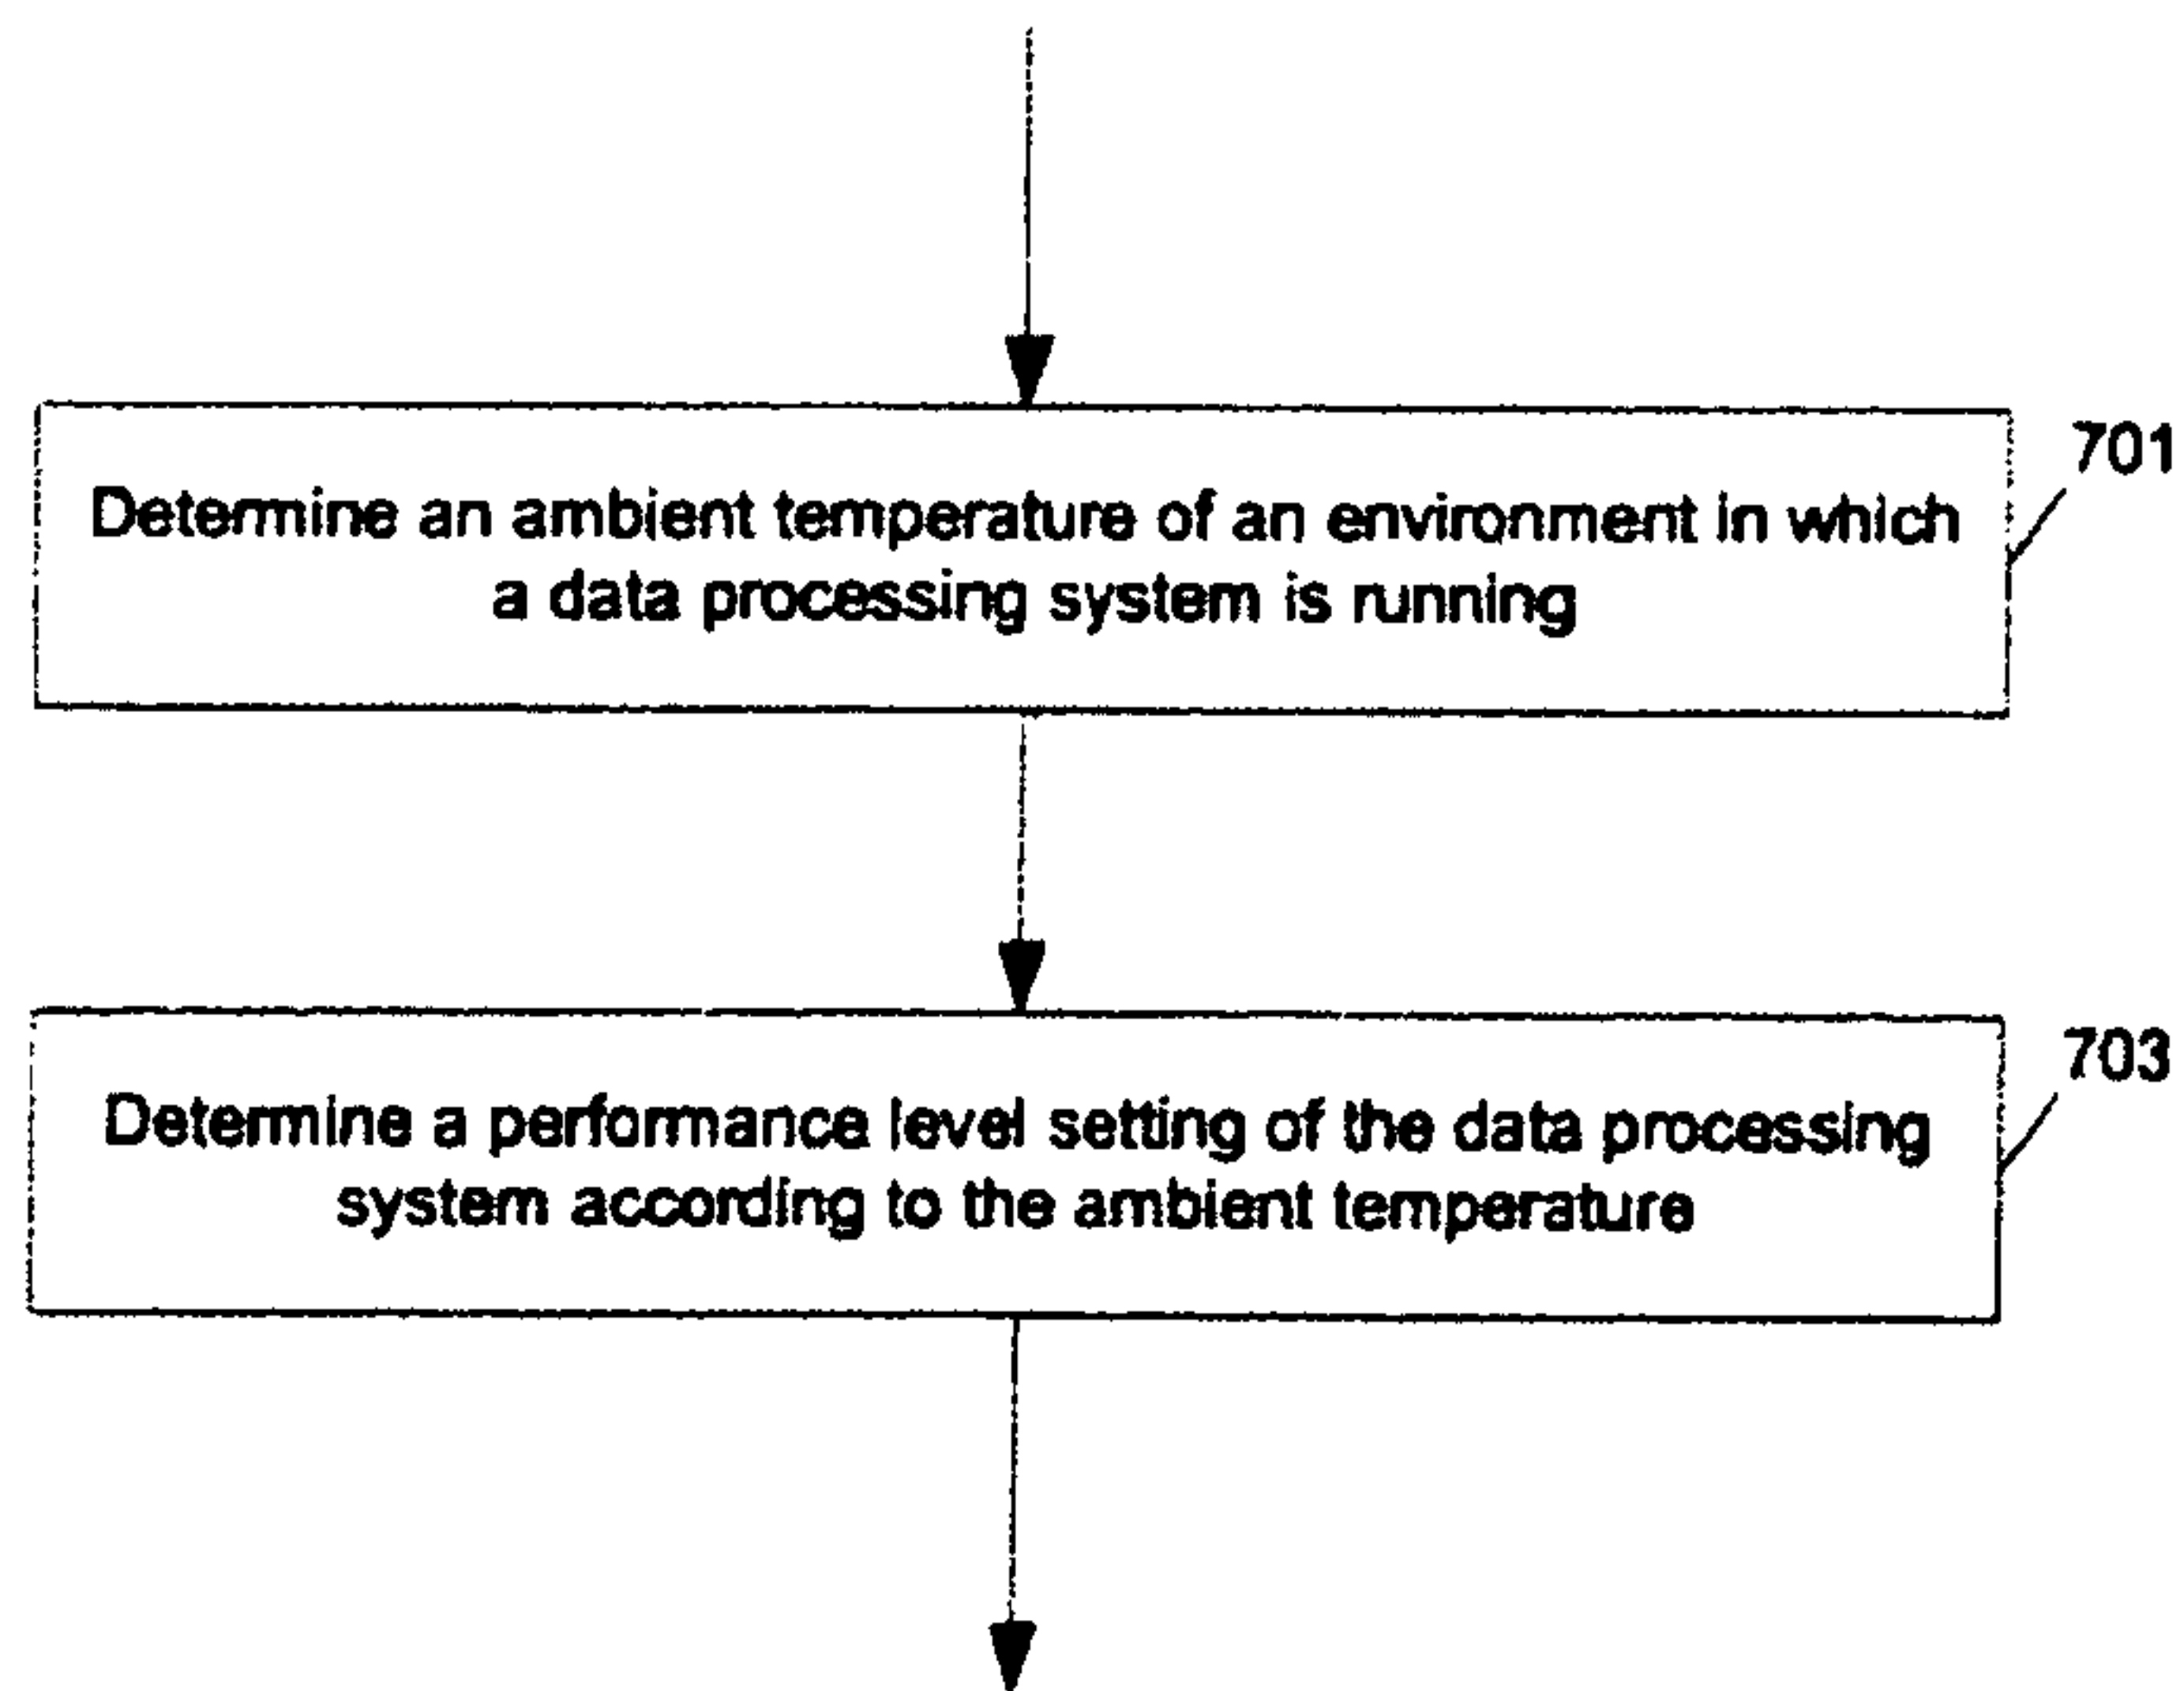 701
Determine an ambient temperature of an environment in which
a data processing system is running
703
Determine a performance level setting of the data processing
system according to the ambient temperature